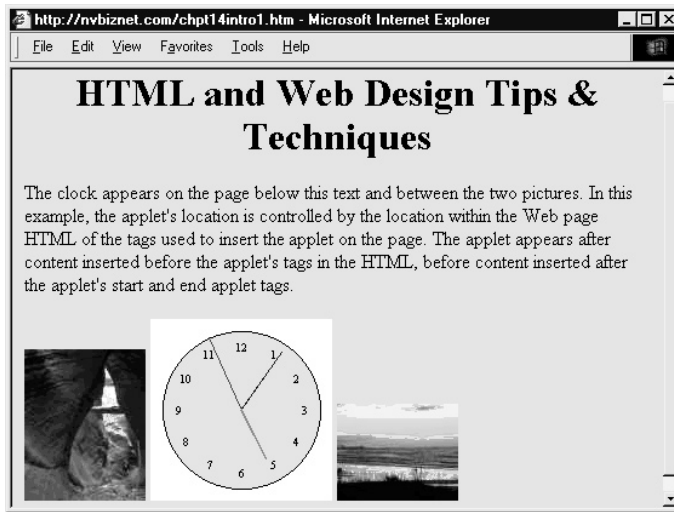 http://nvbiznet.com/chpt14intro1.htm - Microsoft Internet Explorer
File Edit View Favorites Tools Help
HTML and Web Design Tips &
Techniques
The clock appears on the page below this text and between the two pictures. In this
example, the applet's location is controlled by the location within the Web page
HTML of the tags used to insert the applet on the page. The applet appears after
content inserted before the applet's tags in the HTML, before content inserted after
the applet's start and end applet tags.
12
11 1
10 2
9 3
8 4
7 5
6